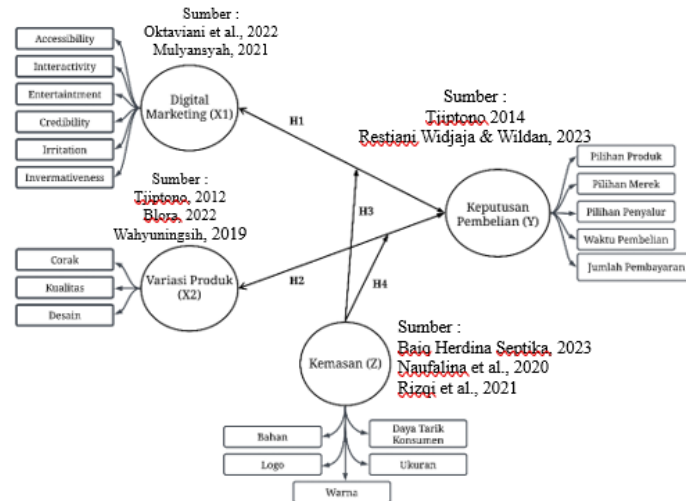 Sumber :
Oktaviani et al., 2022
Mulyansyah, 2021
Accessibility
Intteractivity
Entertaintment
Credibility
Irritation
Invermativeness
Digital
Marketing (X1)
H1
Sumber :
Tjiptono 2014
Restiani Widjaja & Wildan, 2023
Pilihan Produk
Pilihan Merek
Pilihan Penyalur
Waktu Pembelian
Jumlah Pembayaran
Keputusan
Pembelian (Y)
Sumber :
Tjiptono, 2012
Blora, 2022
Wahyuningsih, 2019
Corak
Kualitas
Desain
Variasi Produk
(X2)
H2
H3
H4
Kemasan (Z)
Sumber :
Baiq Herdina Septika, 2023
Naufalina et al., 2020
Rizqi et al., 2021
Bahan
Logo
Warna
Daya Tarik
Konsumen
Ukuran